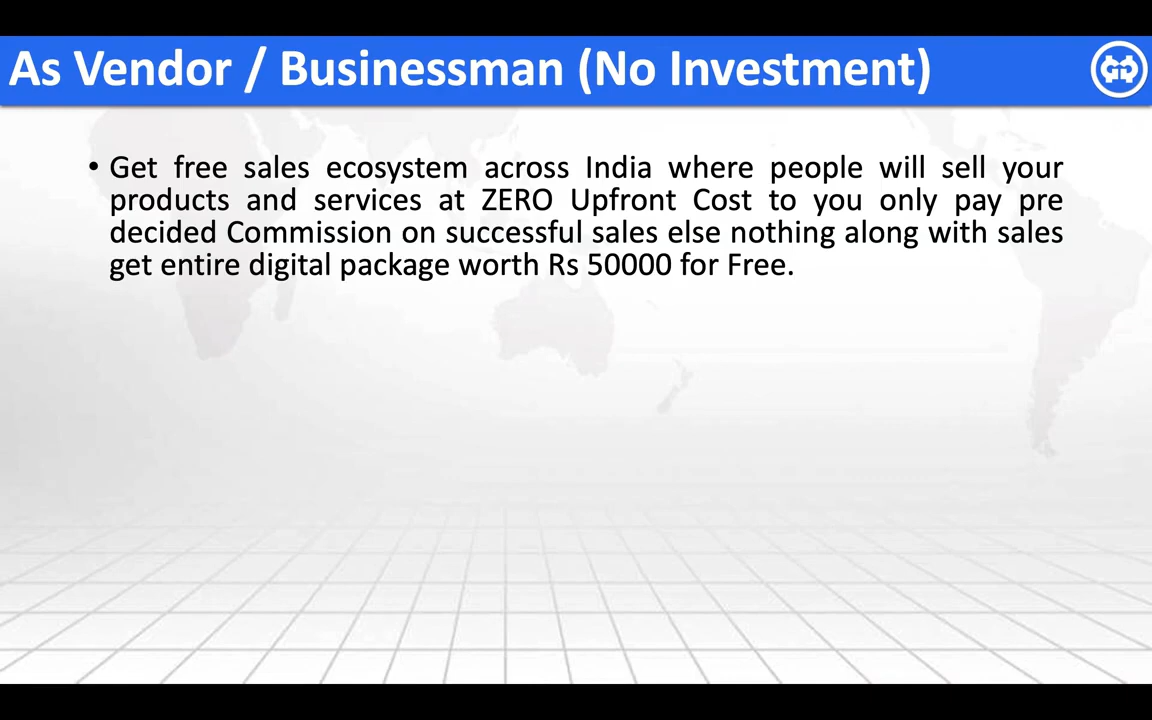 As Vendor / Businessman (No Investment)
• Get free sales ecosystem across India where people will sell your
products and services at ZERO Upfront Cost to you only pay pre
decided Commission on successful sales else nothing along with sales
get entire digital package worth Rs 50000 for Free.